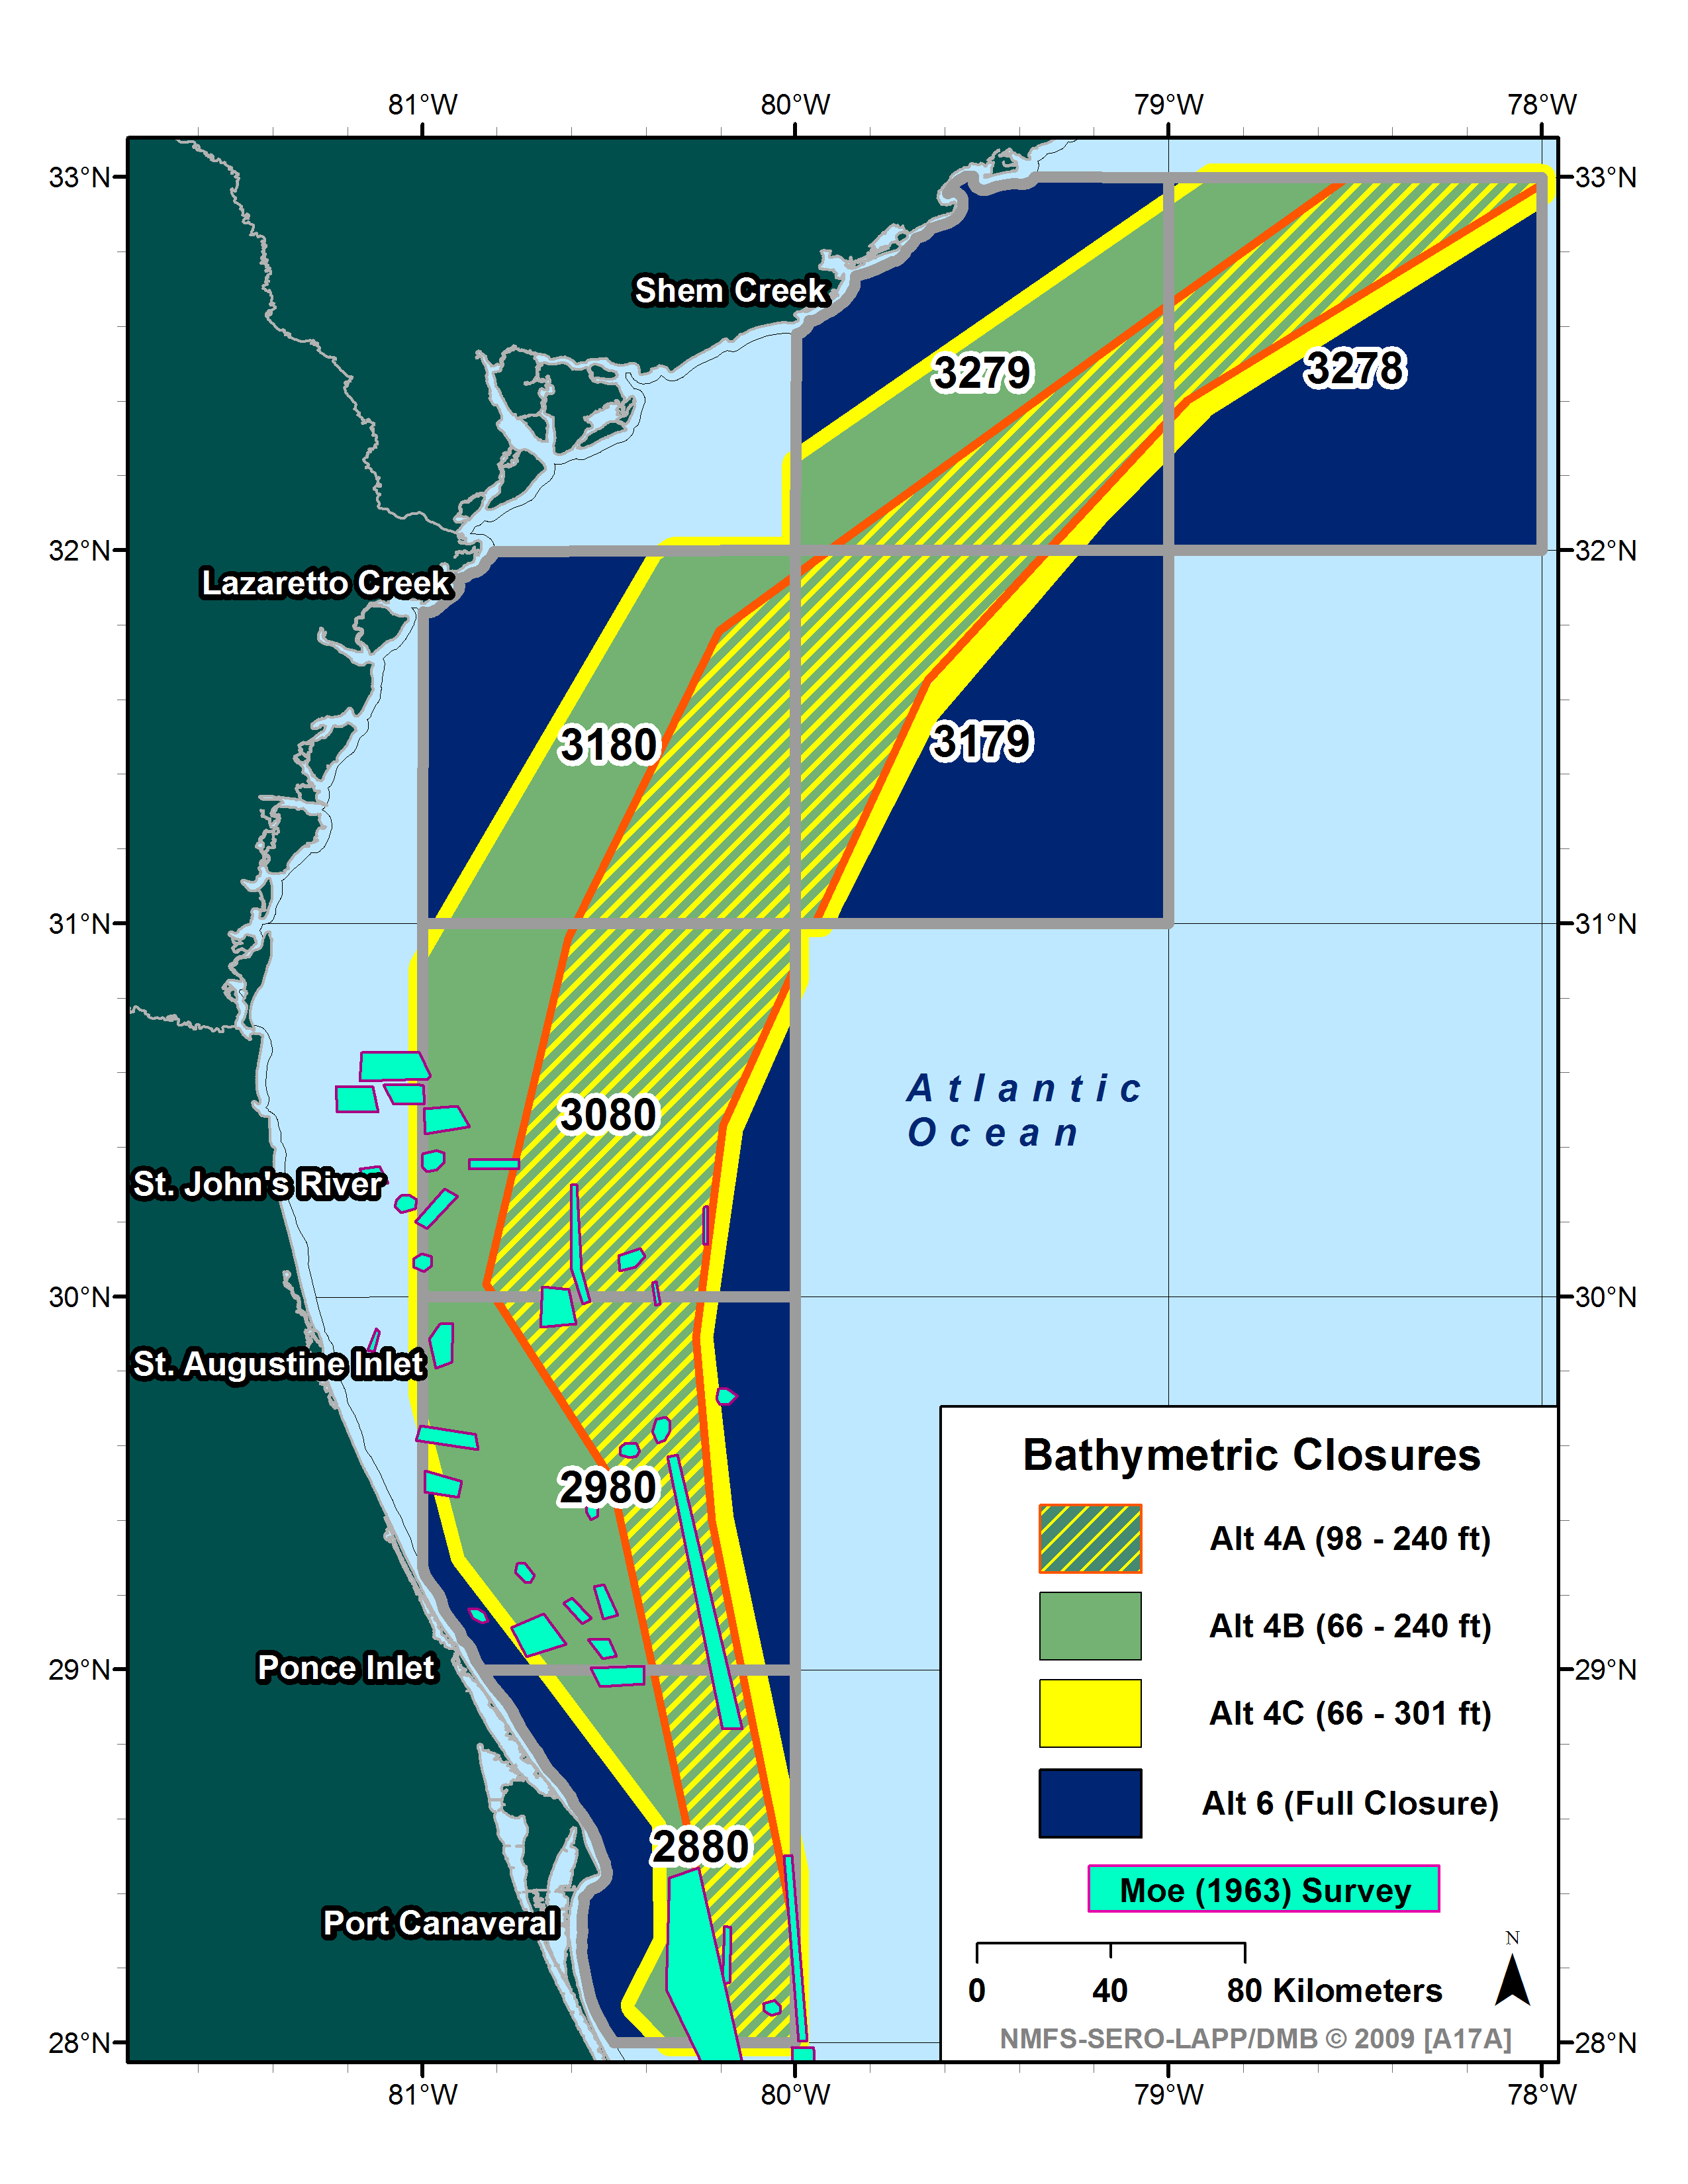 81°W 80°W 79°W 78°W
33°N 33°N
Shem Creek
3279 3278
32°N 32°N
Lazaretto Creek
3180 3179
31°N 31°N
Atlantic
Ocean
3080
St. John's River
30°N 30°N
St. Augustine Inlet
2980
Bathymetric Closures
Alt 4A (98 - 240 ft)
Alt 4B (66 - 240 ft)
Ponce Inlet
29°N 29°N
Alt 4C (66 - 301 ft)
Alt 6 (Full Closure)
2880
Moe (1963) Survey
Port Canaveral
N
0 40 80 Kilometers
NMFS-SERO-LAPP/DMB © 2009 [A17A]
28°N 28°N
81°W 80°W 79°W 78°W